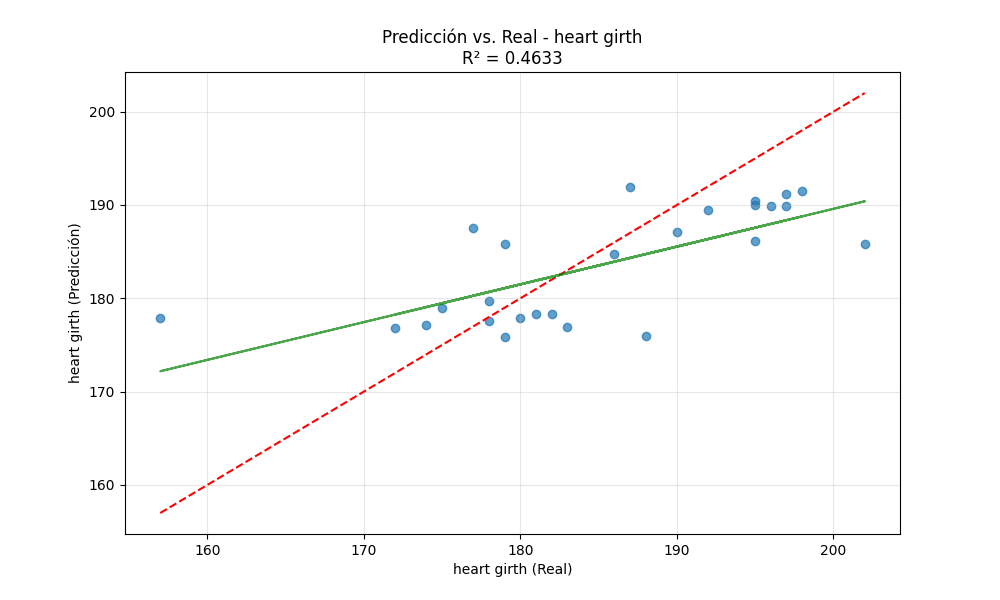 Predicción vs. Real - heart girth
R² = 0.4633
heart girth (Predicción)
200
190
180
170
160
160
170
180
190
200
heart girth (Real)